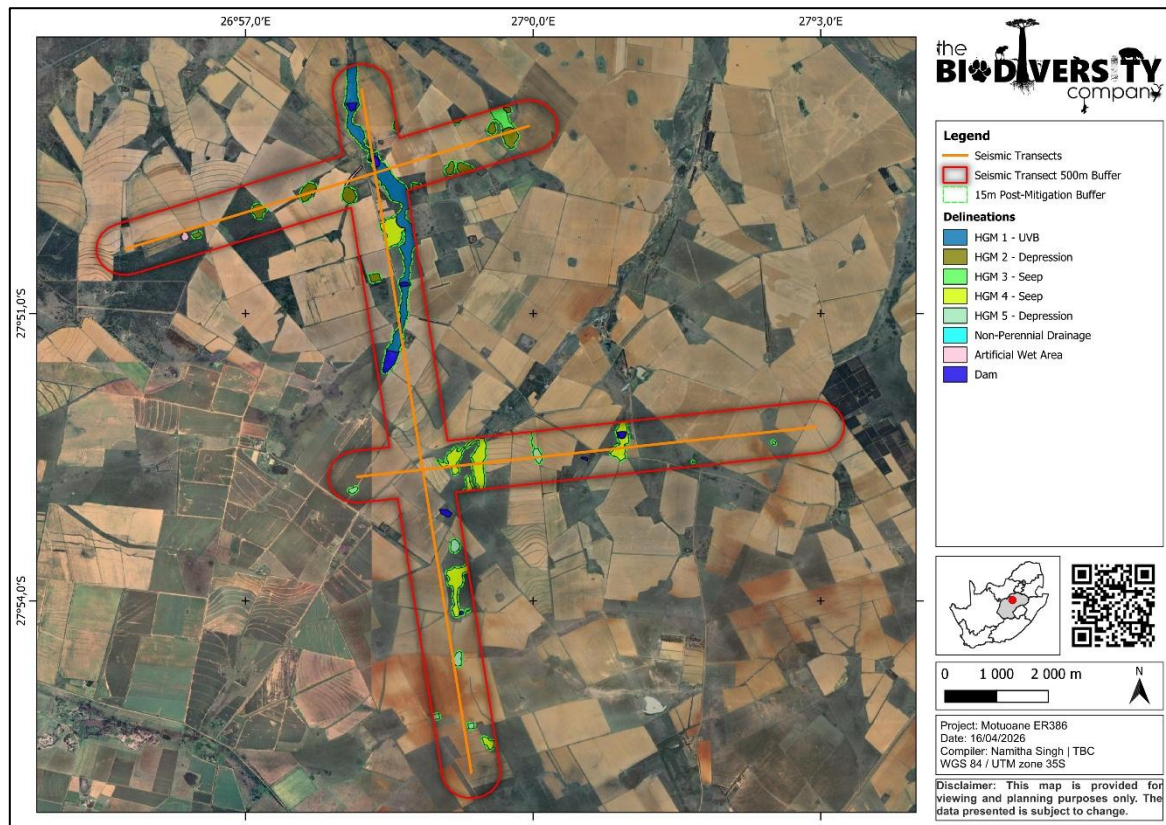 26°57,0'E
27°0,0'E
27°3,0'E
27°51,0'S
27°54,0'S
the
BIODIVERSITY
company
Legend
Seismic Transects
Seismic Transect 500m Buffer
15m Post-Mitigation Buffer
Delineations
HGM 1 - UVB
HGM 2 - Depression
HGM 3 - Seep
HGM 4 - Seep
HGM 5 - Depression
Non-Perennial Drainage
Artificial Wet Area
Dam
0 1 000 2 000 m
N
Project: Motuoane ER386
Date: 16/04/2026
Compiler: Namitha Singh | TBC
WGS 84 / UTM zone 35S
Disclaimer: This map is provided for
viewing and planning purposes only. The
data presented is subject to change.